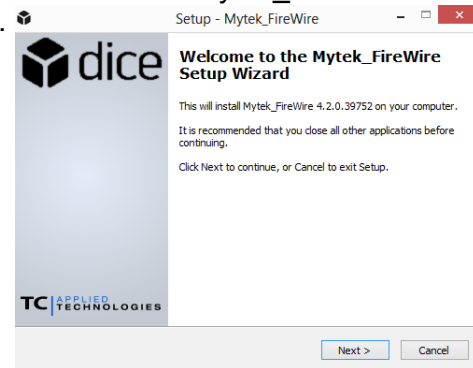 Setup - Mytek_FireWire
dice
Welcome to the Mytek_FireWire
Setup Wizard
This will install Mytek_FireWire 4.2.0.39752 on your computer.
It is recommended that you close all other applications before
continuing.
Click Next to continue, or Cancel to exit Setup.
TC APPLIED
TECHNOLOGIES
Next >
Cancel